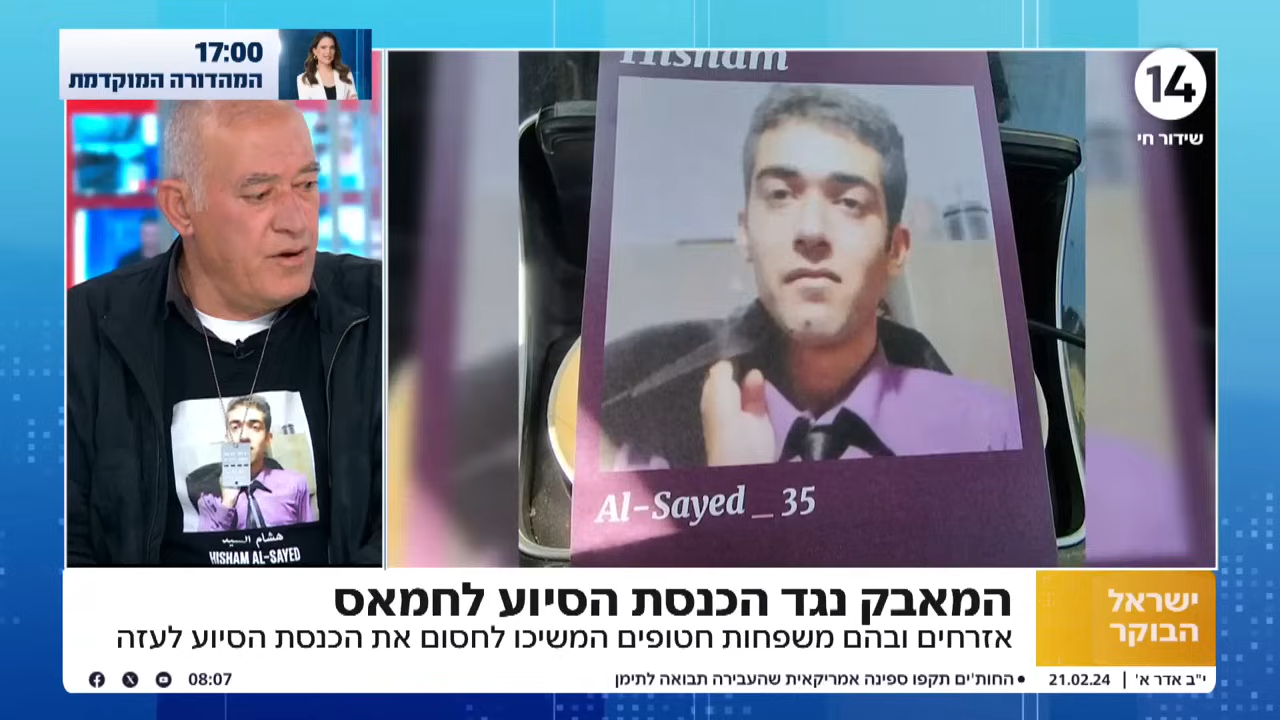 17:00
המהדורה המוקדמת
14
שידור חי
Hisham
Al-Sayed _ 35
هشام السيد
HISHAM AL-SAYED
ישראל
הבוקר
המאבק נגד הכנסת הסיוע לחמאס
אזרחים ובהם משפחות חטופים המשיכו לחסום את הכנסת הסיוע לעזה
י"ב אדר א' | 21.02.24
• החות'ים תקפו ספינה אמריקאית שהעבירה תבואה לתימן
08:07